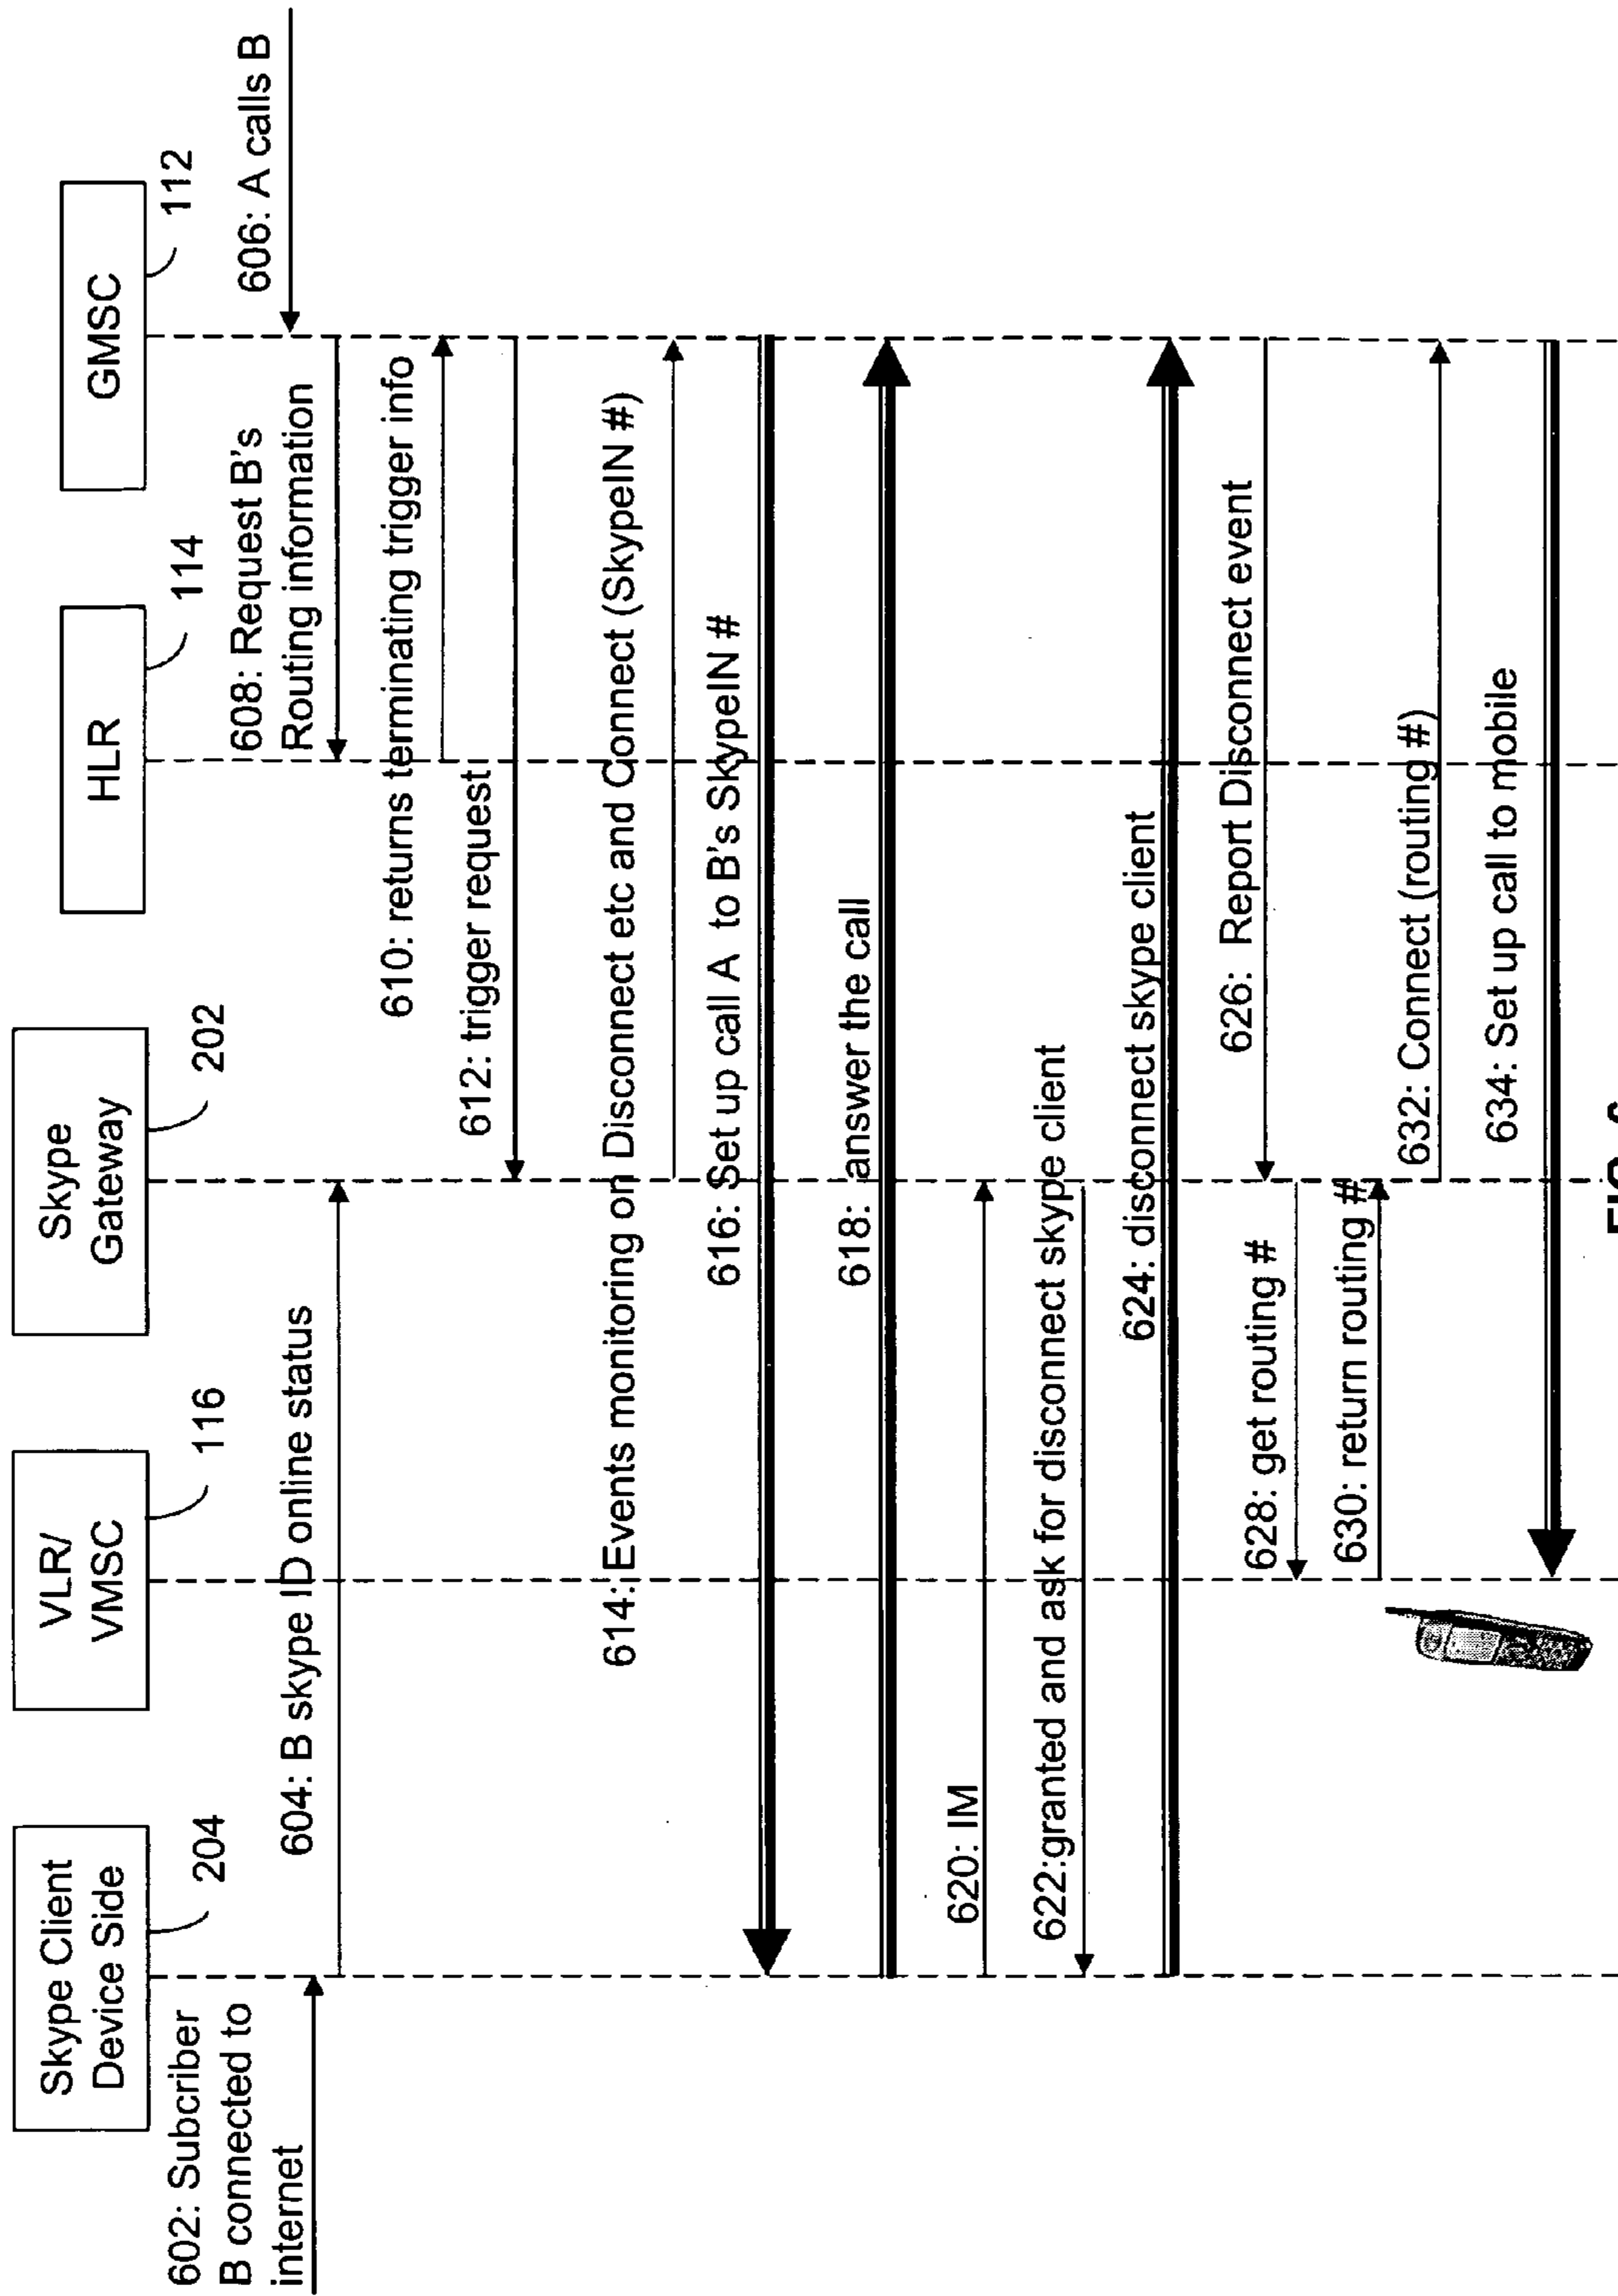 Skype Client
Device Side
204
VLR/
VMSC
116
Skype
Gateway
202
HLR
114
GMSC
112
602: Subcriber
B connected to
internet
604: B skype ID online status
606: A calls B
608: Request B's
Routing information
610: returns terminating trigger info
612: trigger request
614: Events monitoring on Disconnect etc and Connect (SkypeIN #)
616: Set up call A to B's SkypeIN #
618: answer the call
620: IM
622:granted and ask for disconnect skype client
624: disconnect skype client
626: Report Disconnect event
628: get routing #
630: return routing #
632: Connect (routing #)
634: Set up call to mobile